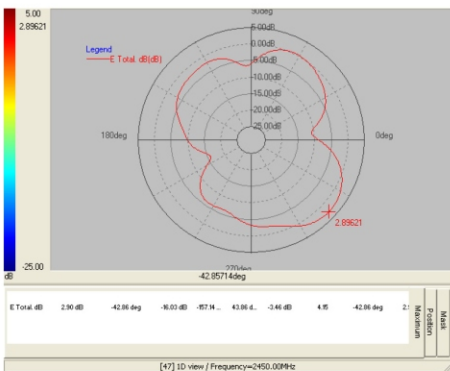 5.00
2.89621
90deg
5.00dB
Legend
0.00dB
E Total. dB(dB)
-5.00dB
-10.00dB
-15.00dB
-20.00dB
-25.00dB
180deg
0deg
2.89621
270deg
-25.00
dB
-42.85714deg
E Total. dB 2.90 dB -42.86 deg -16.03 dB -157.14 ... 43.86 d... -3.46 dB 4.15 -42.86 deg
Maximum
Position
Mask
[47] 1D view / Frequency=2450.00MHz